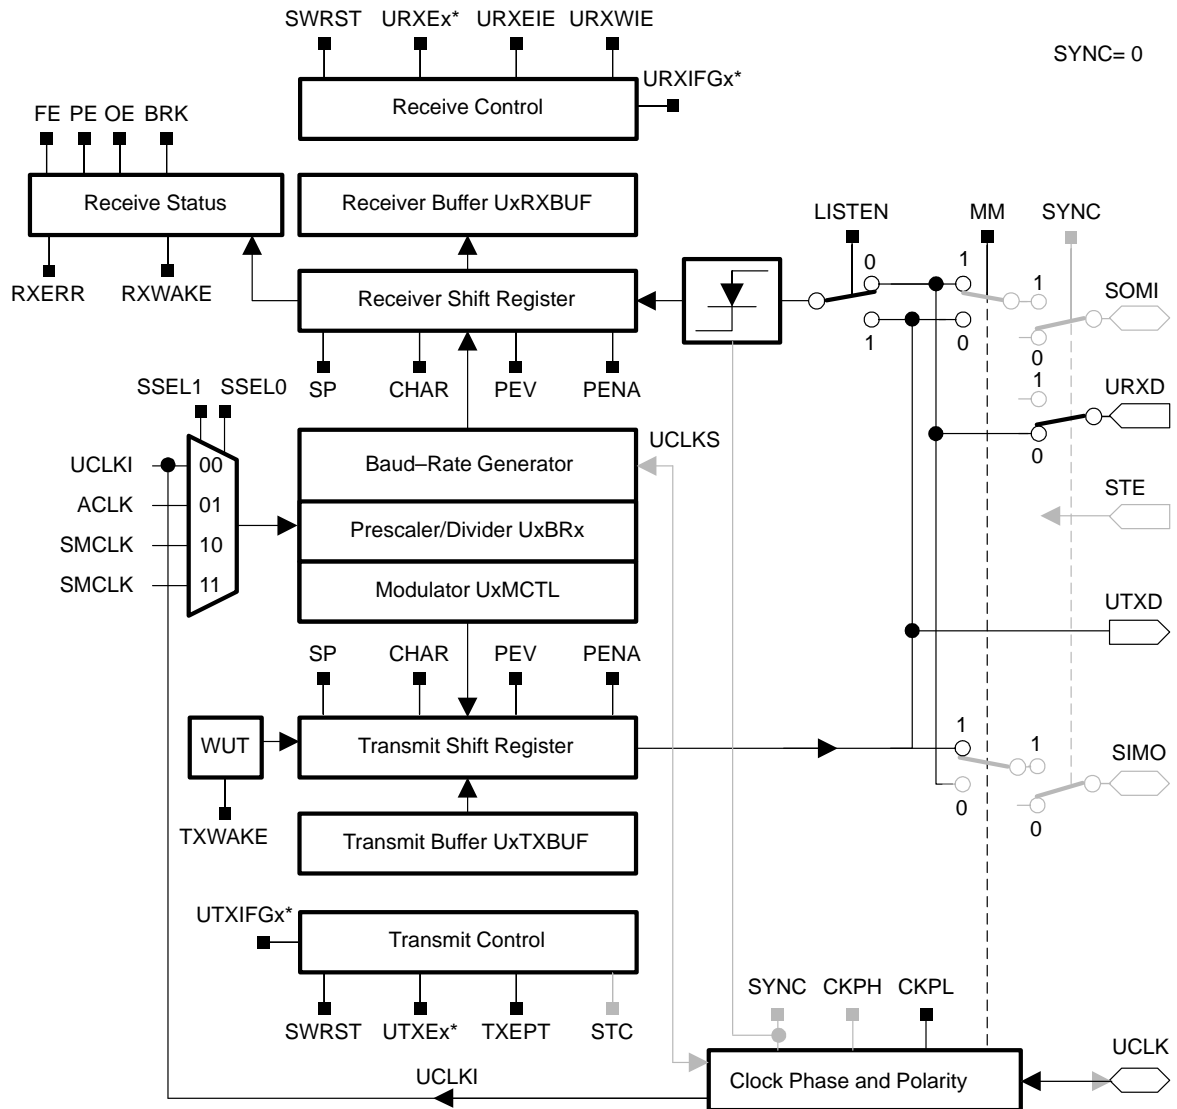 SWRST URXEx* URXEIE URXWIE
SYNC= 0
URXIFGx*
Receive Control
FE PE OE BRK
Receive Status
Receiver Buffer UxRXBUF
LISTEN MM SYNC
RXERR RXWAKE
Receiver Shift Register
0 1 1
SOMI
1 0 0
SP CHAR PEV PENA
SSEL1 SSEL0
1
URXD
UCLKS
0
UCLKI 00
Baud–Rate Generator
ACLK 01
STE
Prescaler/Divider UxBRx
SMCLK 10
SMCLK 11
Modulator UxMCTL
UTXD
SP CHAR PEV PENA
WUT
Transmit Shift Register
1 1
SIMO
0 0
TXWAKE
Transmit Buffer UxTXBUF
UTXIFGx*
Transmit Control
SYNC CKPH CKPL
SWRST UTXEx* TXEPT STC
UCLK
UCLKI
Clock Phase and Polarity